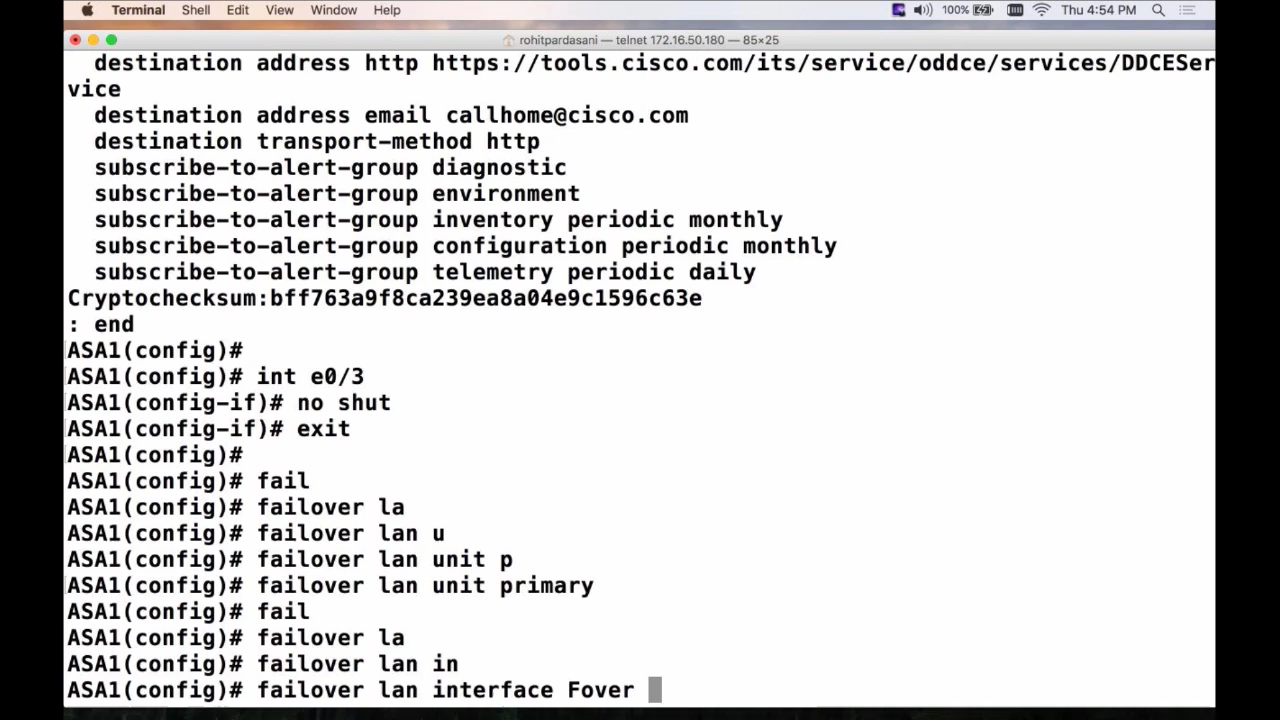 Terminal Shell Edit View Window Help 100% Thu 4:54 PM
rohitpardasani — telnet 172.16.50.180 — 85×25
destination address http https://tools.cisco.com/its/service/oddce/services/DDCESer
vice
destination address email callhome@cisco.com
destination transport-method http
subscribe-to-alert-group diagnostic
subscribe-to-alert-group environment
subscribe-to-alert-group inventory periodic monthly
subscribe-to-alert-group configuration periodic monthly
subscribe-to-alert-group telemetry periodic daily
Cryptochecksum:bff763a9f8ca239ea8a04e9c1596c63e
: end
ASA1(config)#
ASA1(config)# int e0/3
ASA1(config-if)# no shut
ASA1(config-if)# exit
ASA1(config)#
ASA1(config)# fail
ASA1(config)# failover la
ASA1(config)# failover lan u
ASA1(config)# failover lan unit p
ASA1(config)# failover lan unit primary
ASA1(config)# fail
ASA1(config)# failover la
ASA1(config)# failover lan in
ASA1(config)# failover lan interface Fover